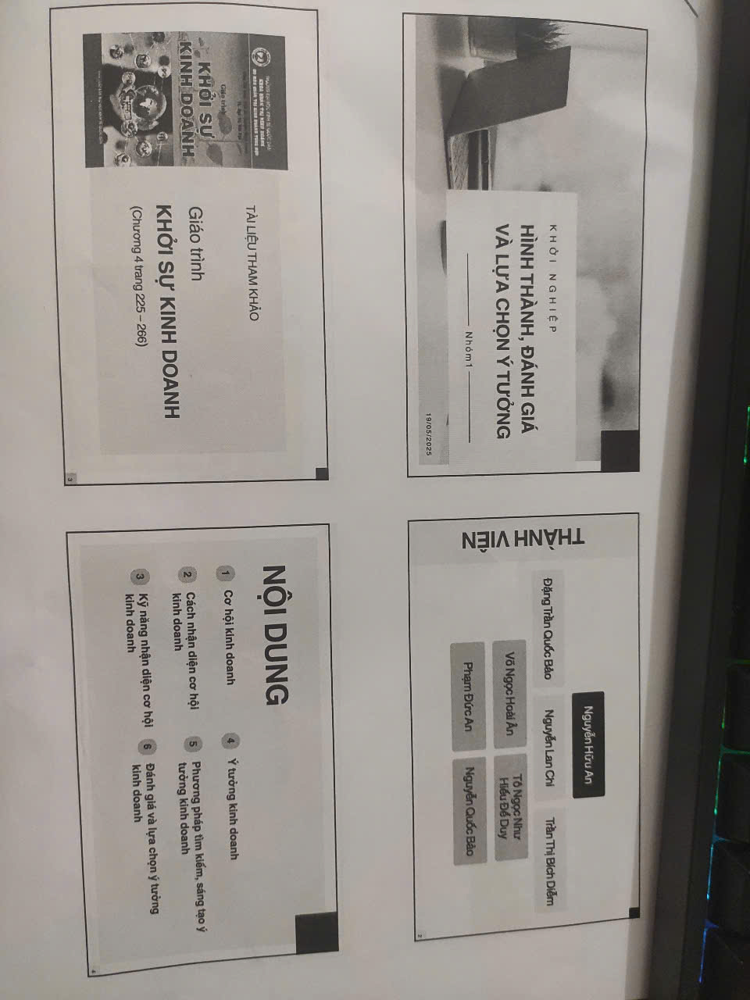 KHỞI NGHIỆP
HÌNH THÀNH, ĐÁNH GIÁ
VÀ LỰA CHỌN Ý TƯỞNG
Nhóm 1
19/05/2025
THÀNH VIÊN
Nguyễn Hữu An
Đặng Trần Quốc Bảo
Nguyễn Lan Chi
Trần Thị Bích Diễm
Võ Ngọc Hoài Ân
Tô Ngọc Như
Hiếu Đề Duy
Phạm Đức An
Nguyễn Quốc Bảo
2
KHOA QUẢN TRỊ KINH DOANH
Giáo trình
KHỞI SỰ
KINH DOANH
TÀI LIỆU THAM KHẢO
Giáo trình
KHỞI SỰ KINH DOANH
(Chương 4 trang 225 – 266)
3
NỘI DUNG
1 Cơ hội kinh doanh
2 Cách nhận diện cơ hội
kinh doanh
3 Kỹ năng nhận diện cơ hội
kinh doanh
4 Ý tưởng kinh doanh
5 Phương pháp tìm kiếm, sáng tạo ý
tưởng kinh doanh
6 Đánh giá và lựa chọn ý tưởng
kinh doanh
4